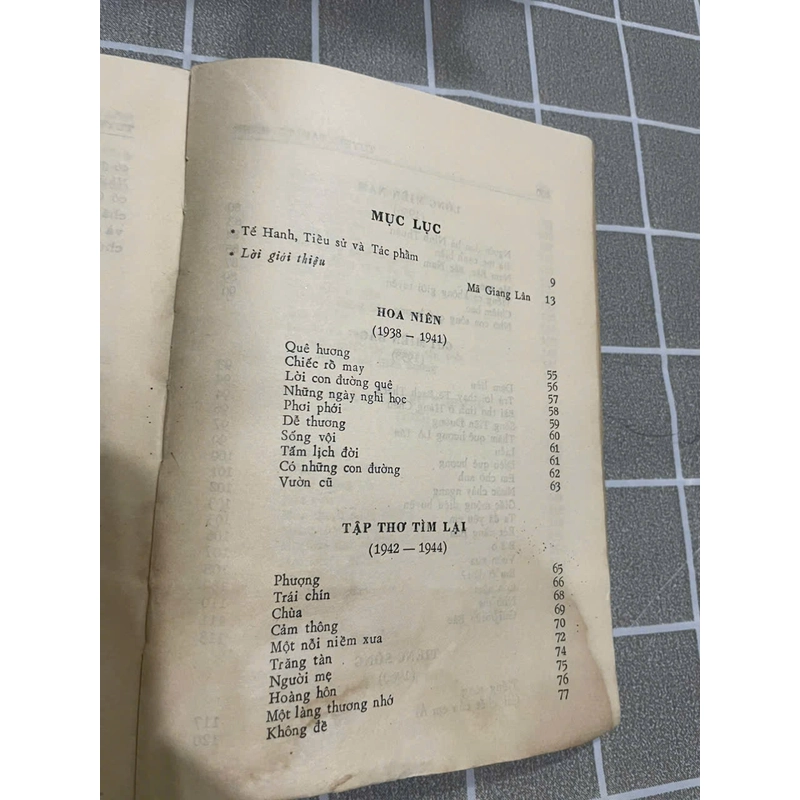 MỤC LỤC
• Tế Hanh, Tiểu sử và Tác phẩm 9
• Lời giới thiệu Mã Giang Lân 13
HOA NIÊN
(1938 — 1941)
Quê hương 55
Chiếc rỗ may 56
Lời con đường quê 57
Những ngày nghỉ học 58
Phơi phới 59
Dễ thương 60
Sống vội 61
Tấm lịch đời 61
Có những con đường 62
Vườn cũ 63
TẬP THƠ TÌM LẠI
(1942 — 1944)
Phượng 65
Trái chín 66
Chùa 68
Cảm thông 69
Một nỗi niềm xưa 70
Trăng tàn 72
Người mẹ 74
Hoàng hôn 75
Một làng thương nhớ 76
Không đề 77